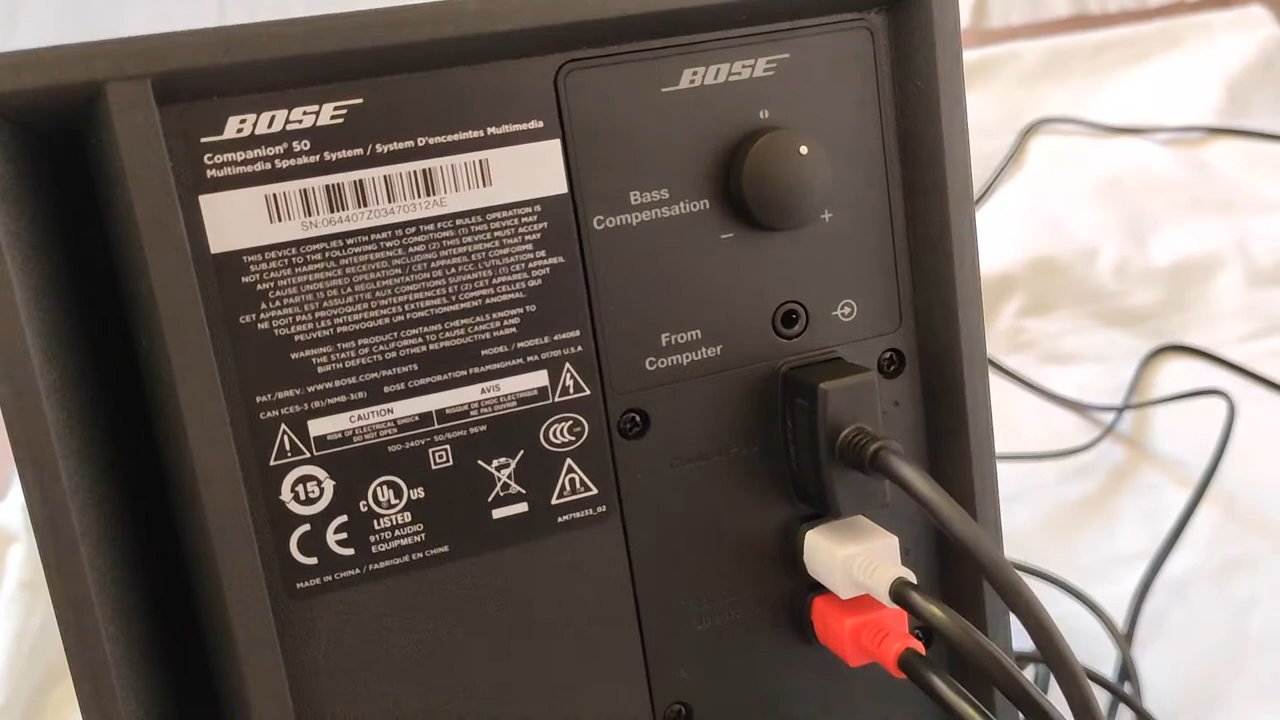 BOSE
Companion® 50
Multimedia Speaker System / System D'enceeintes Multimedia
SN:064407Z03470312AE
THIS DEVICE COMPLIES WITH PART 15 OF THE FCC RULES. OPERATION IS
SUBJECT TO THE FOLLOWING TWO CONDITIONS: (1) THIS DEVICE MAY
NOT CAUSE HARMFUL INTERFERENCE, AND (2) THIS DEVICE MUST ACCEPT
ANY INTERFERENCE RECEIVED, INCLUDING INTERFERENCE THAT MAY
CAUSE UNDESIRED OPERATION. / CET APPAREIL EST CONFORME
À LA PARTIE 15 DE LA RÈGLEMENTATION DE LA FCC. L'UTILISATION DE
CET APPAREIL EST ASSUJETTIE AUX CONDITIONS SUIVANTES : (1) CET APPAREIL
NE DOIT PAS PROVOQUER D'INTERFÉRENCES ET (2) CET APPAREIL DOIT
TOLÉRER LES INTERFÉRENCES EXTERNES, Y COMPRIS CELLES QUI
PEUVENT PROVOQUER UN FONCTIONNEMENT ANORMAL.
WARNING: THIS PRODUCT CONTAINS CHEMICALS KNOWN TO
THE STATE OF CALIFORNIA TO CAUSE CANCER AND
BIRTH DEFECTS OR OTHER REPRODUCTIVE HARM.
MODEL / MODELE: 414068
PAT./BREV.: WWW.BOSE.COM/PATENTS
BOSE CORPORATION FRAMINGHAM, MA 01701 U.S.A
CAN ICES-3 (B)/NMB-3(B)
CAUTION
RISK OF ELECTRICAL SHOCK
DO NOT OPEN
AVIS
RISQUE DE CHOC ELECTRIQUE
NE PAS OUVRIR
100-240V~ 50/60Hz 96W
15
C UL US
LISTED
917D AUDIO
EQUIPMENT
CCC
CE
AM719233_02
MADE IN CHINA / FABRIQUÉ EN CHINE
BOSE
Bass
Compensation
− +
From
Computer